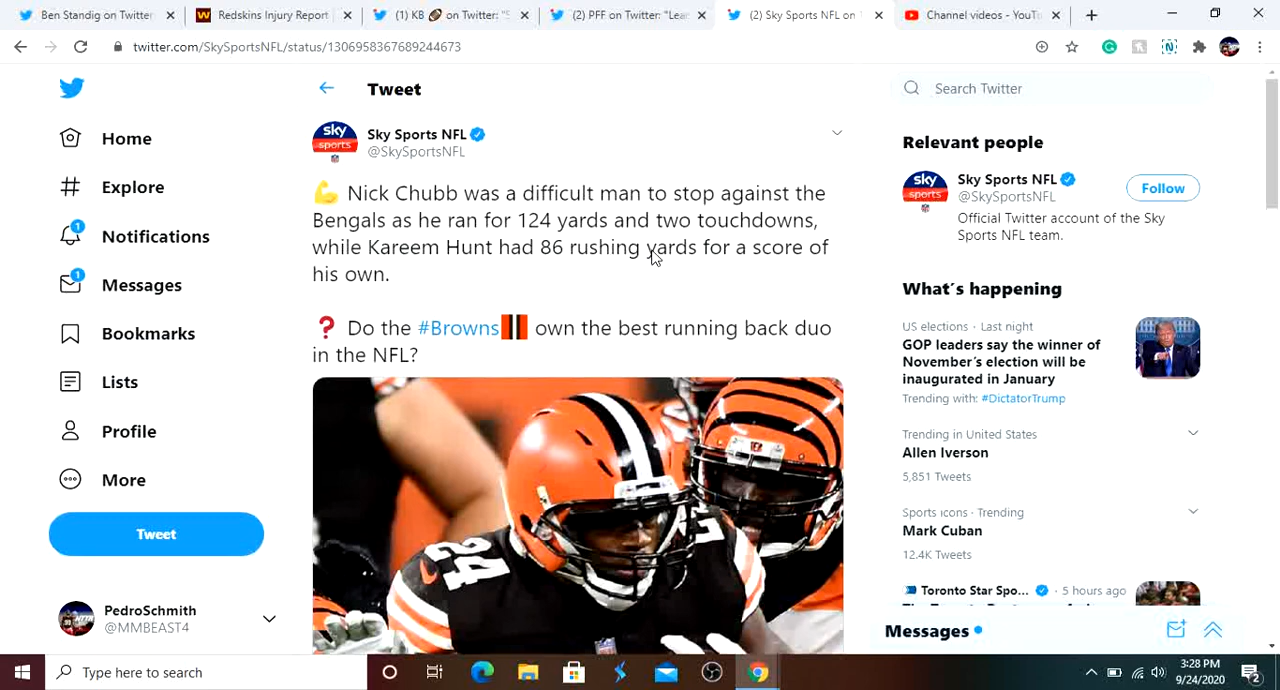 Ben Standig on Twitter
Redskins Injury Report
(1) KB 🏈 on Twitter: "S
(2) PFF on Twitter: "Lea
(2) Sky Sports NFL on
Channel videos - YouTu
twitter.com/SkySportsNFL/status/1306958367689244673
Home
Explore
1
Notifications
1
Messages
Bookmarks
Lists
Profile
More
Tweet
PedroSchmith
@MMBEAST4
Tweet
sky sports
Sky Sports NFL
@SkySportsNFL
💪 Nick Chubb was a difficult man to stop against the
Bengals as he ran for 124 yards and two touchdowns,
while Kareem Hunt had 86 rushing yards for a score of
his own.
❓ Do the #Browns own the best running back duo
in the NFL?
24
Search Twitter
Relevant people
sky sports
Sky Sports NFL
@SkySportsNFL
Follow
Official Twitter account of the Sky
Sports NFL team.
What's happening
US elections · Last night
GOP leaders say the winner of
November's election will be
inaugurated in January
Trending with: #DictatorTrump
Trending in United States
Allen Iverson
5,851 Tweets
Sports icons · Trending
Mark Cuban
12.4K Tweets
Toronto Star Spo... · 5 hours ago
Messages
Type here to search
3:28 PM
9/24/2020
2